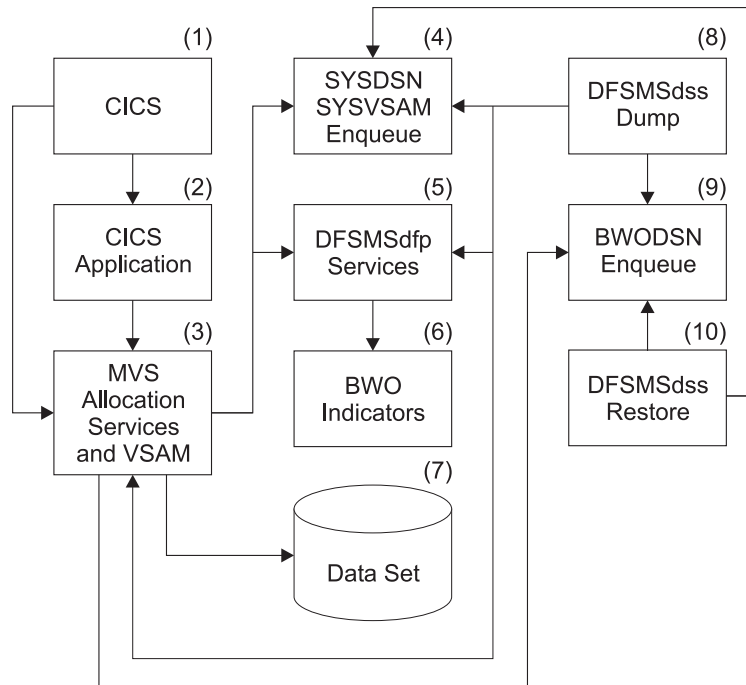 (1)
CICS
(2)
CICS
Application
(3)
MVS
Allocation
Services
and VSAM
(4)
SYSDSN
SYSVSAM
Enqueue
(5)
DFSMSdfp
Services
(6)
BWO
Indicators
(7)
Data Set
(8)
DFSMSdss
Dump
(9)
BWODSN
Enqueue
(10)
DFSMSdss
Restore